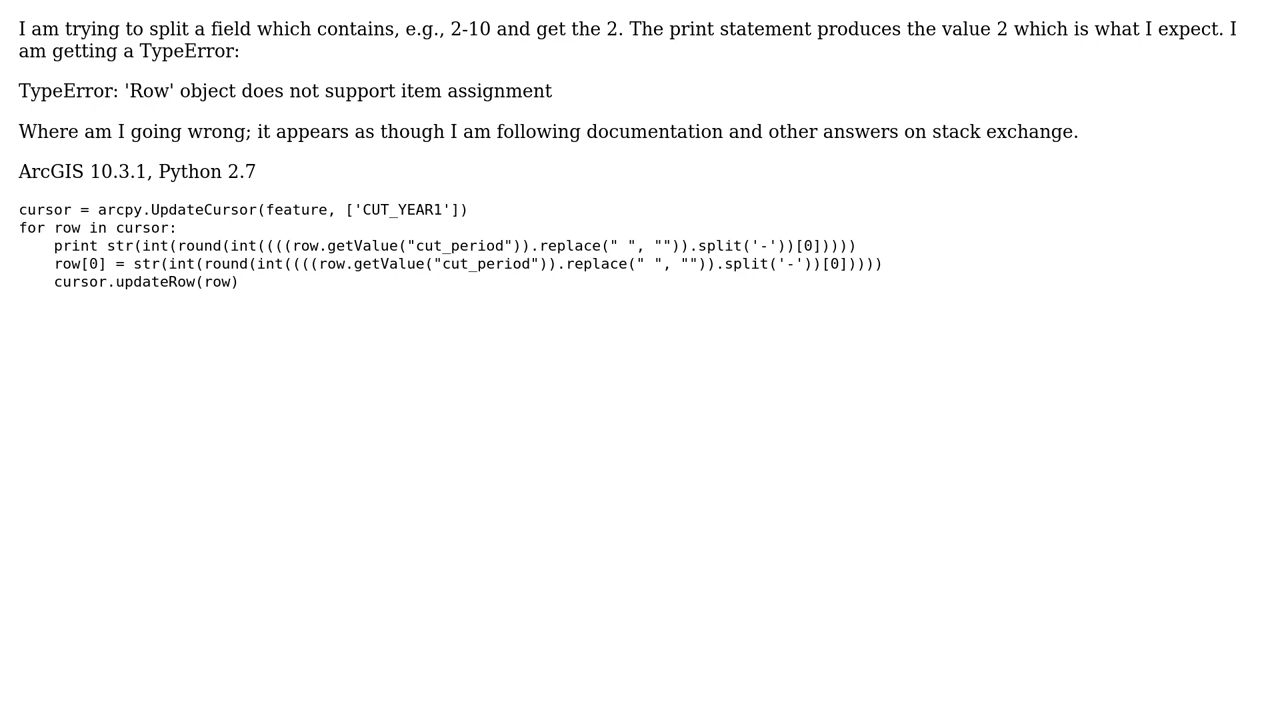 I am trying to split a field which contains, e.g., 2-10 and get the 2. The print statement produces the value 2 which is what I expect. I
am getting a TypeError:
TypeError: 'Row' object does not support item assignment
Where am I going wrong; it appears as though I am following documentation and other answers on stack exchange.
ArcGIS 10.3.1, Python 2.7
cursor = arcpy.UpdateCursor(feature, ['CUT_YEAR1'])
for row in cursor:
    print str(int(round(int((((row.getValue("cut_period")).replace(" ", "")).split('-'))[0]))))
    row[0] = str(int(round(int((((row.getValue("cut_period")).replace(" ", "")).split('-'))[0]))))
    cursor.updateRow(row)